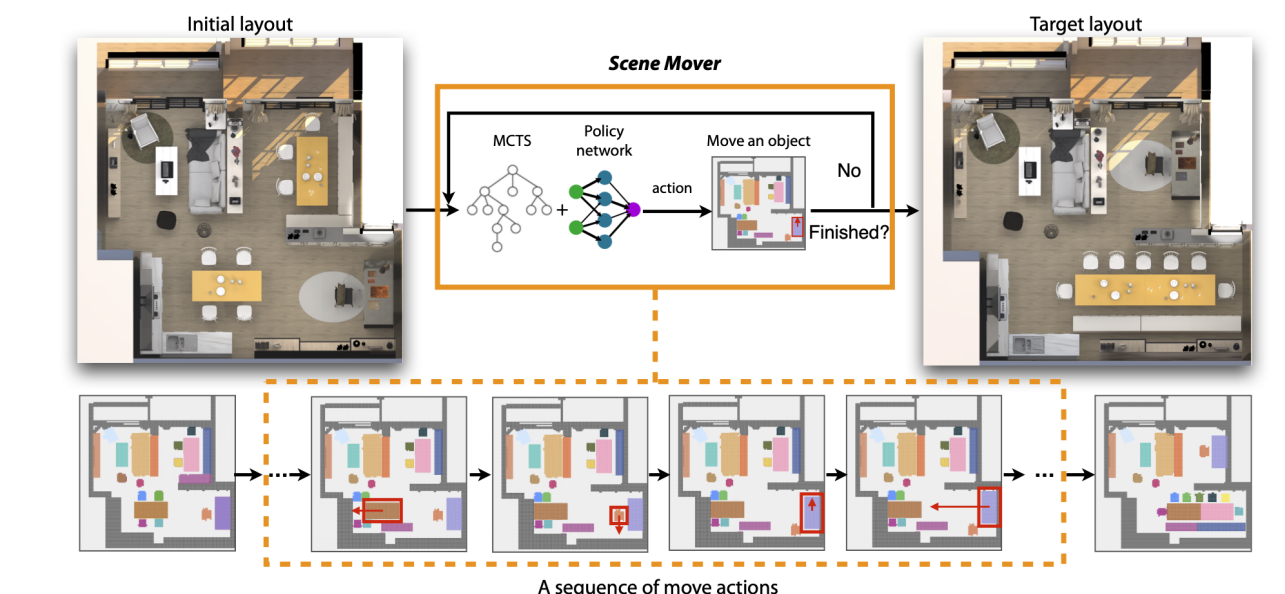 Initial layout
Target layout
Scene Mover
MCTS
Policy
network
Move an object
action
No
Finished?
A sequence of move actions